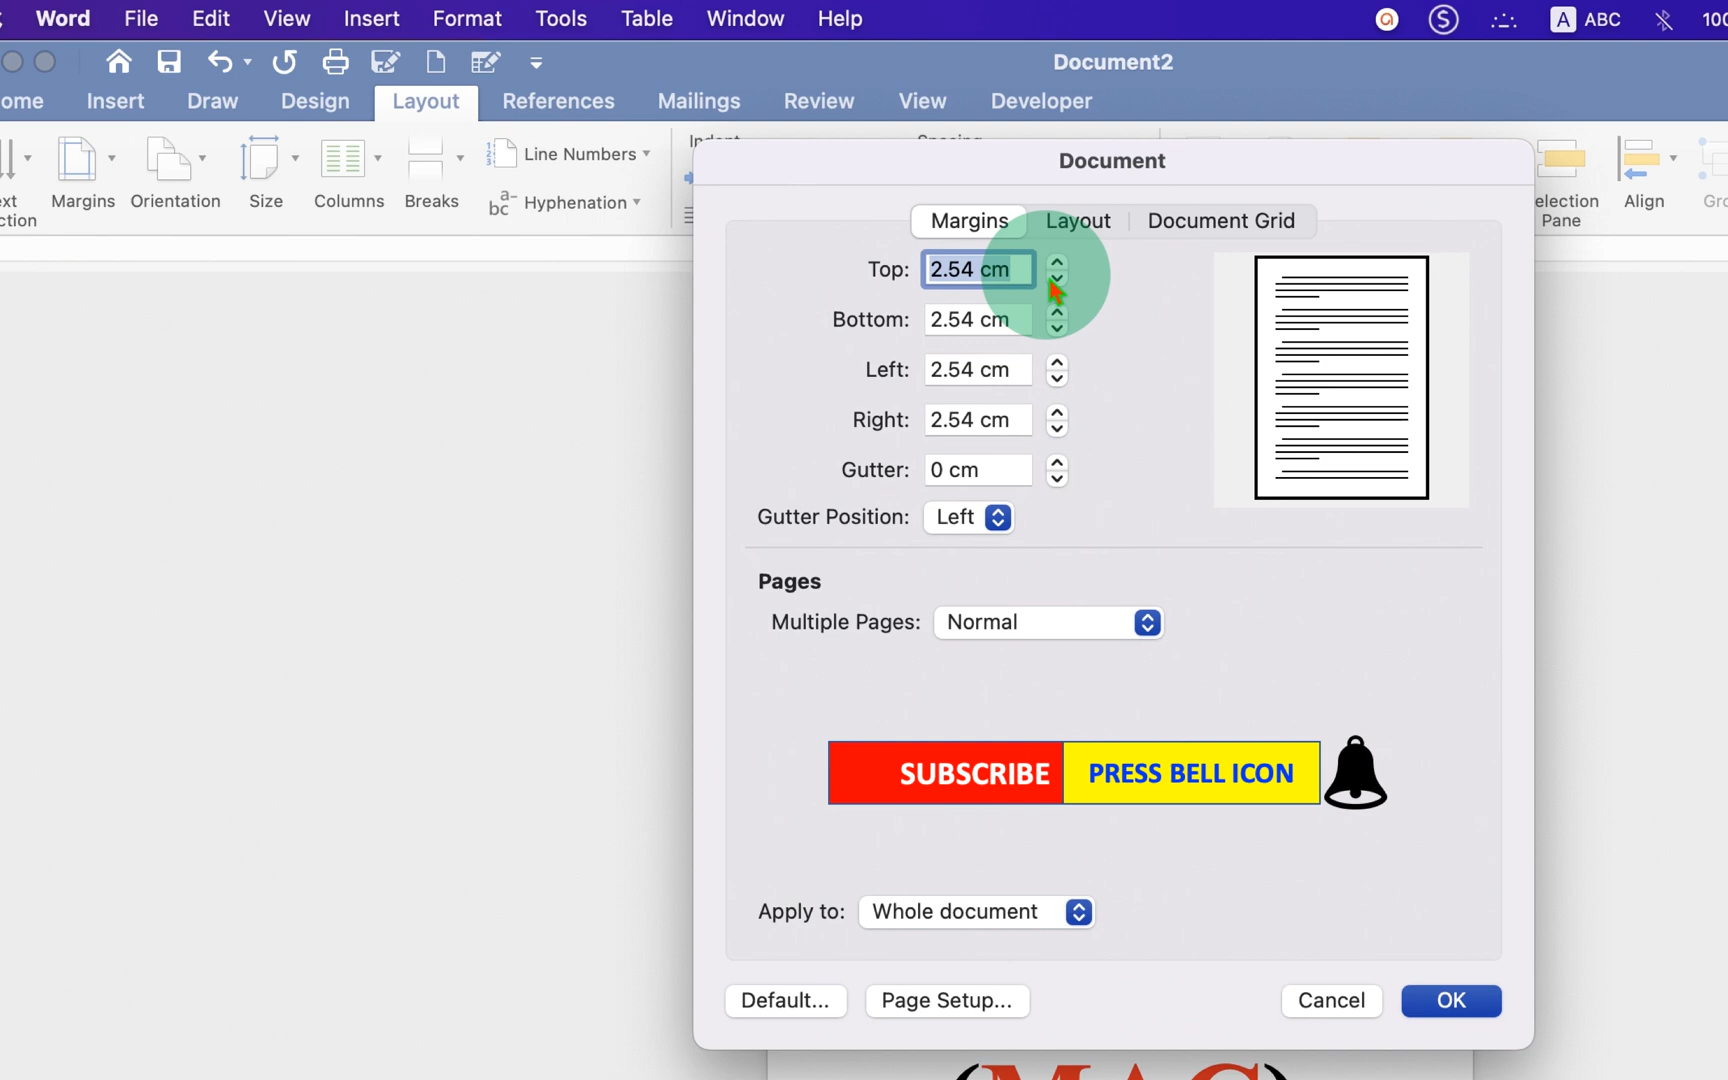 Word File Edit View Insert Format Tools Table Window Help A ABC 100
Document2
ome Insert Draw Design Layout References Mailings Review View Developer
Line Numbers
Margins Orientation Size Columns Breaks Hyphenation
ext
ction
election
Pane
Align
Gro
Document
Margins Layout Document Grid
Top: 2.54 cm
Bottom: 2.54 cm
Left: 2.54 cm
Right: 2.54 cm
Gutter: 0 cm
Gutter Position: Left
Pages
Multiple Pages: Normal
SUBSCRIBE PRESS BELL ICON
Apply to: Whole document
Default... Page Setup... Cancel OK
(MAC)